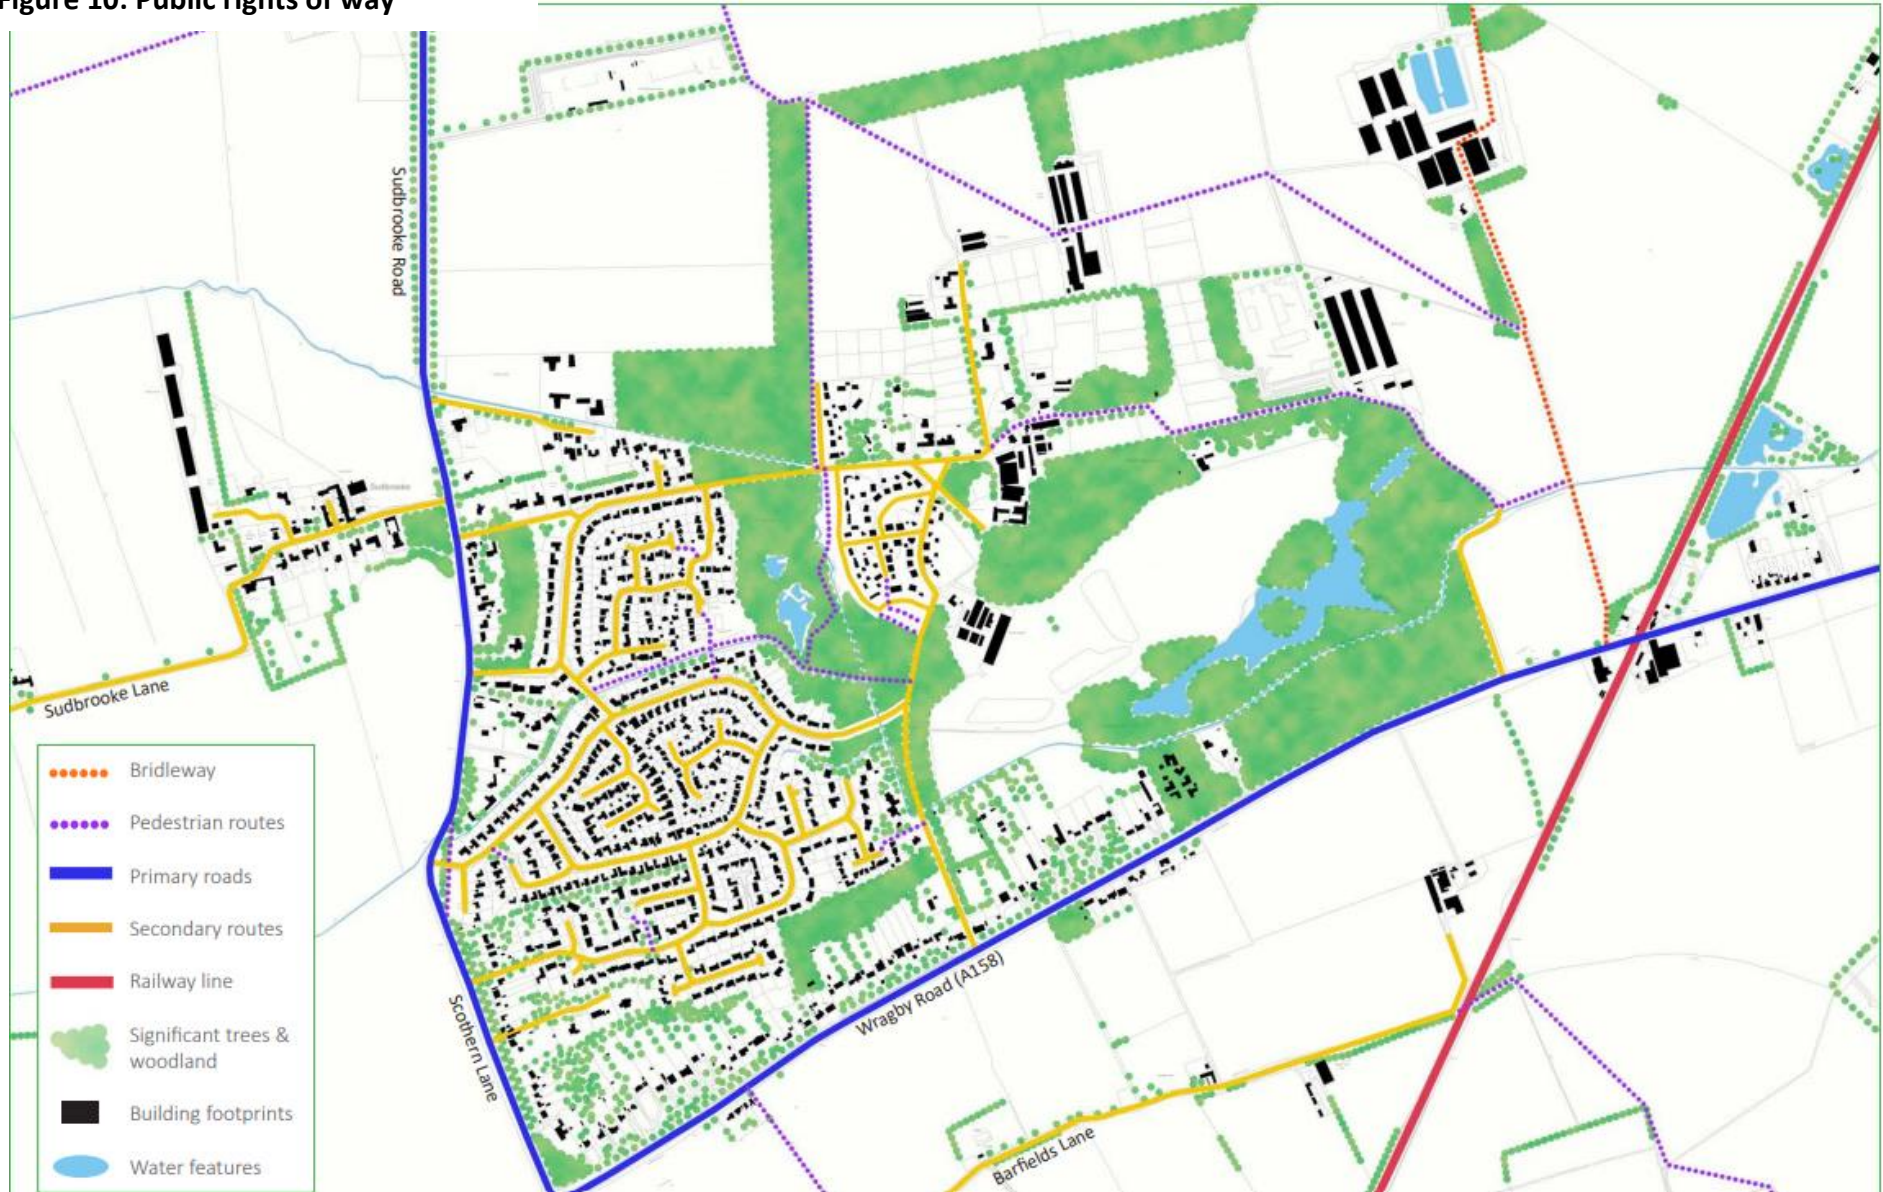 Figure 10: Public rights of way
Sudbrooke Road
Sudbrooke
Sudbrooke Lane
Bridleway
Pedestrian routes
Primary roads
Secondary routes
Railway line
Significant trees &
woodland
Building footprints
Water features
Scothern Lane
Wragby Road (A158)
Barfields Lane